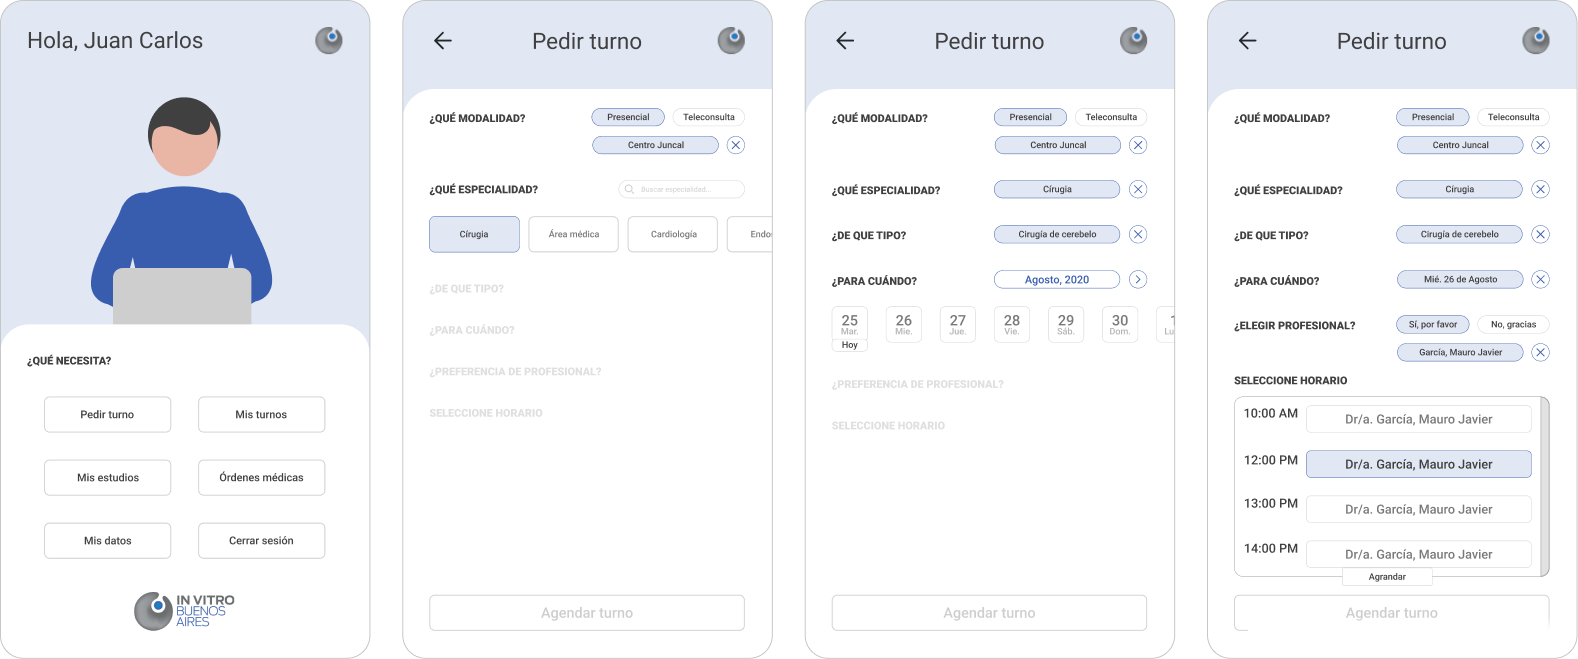 Hola, Juan Carlos
¿QUÉ NECESITA?
Pedir turno
Mis turnos
Mis estudios
Órdenes médicas
Mis datos
Cerrar sesión
IN VITRO
BUENOS
AIRES
Pedir turno
¿QUÉ MODALIDAD?
Presencial
Teleconsulta
Centro Juncal
¿QUÉ ESPECIALIDAD?
Buscar especialidad...
Cirugía
Área médica
Cardiología
Endo
¿DE QUE TIPO?
¿PARA CUÁNDO?
¿PREFERENCIA DE PROFESIONAL?
SELECCIONE HORARIO
Agendar turno
Pedir turno
¿QUÉ MODALIDAD?
Presencial
Teleconsulta
Centro Juncal
¿QUÉ ESPECIALIDAD?
Cirugía
¿DE QUE TIPO?
Cirugía de cerebelo
¿PARA CUÁNDO?
Agosto, 2020
25 26 27 28 29 30 1
Mar. Mie. Jue. Vie. Sáb. Dom. Lu
Hoy
¿PREFERENCIA DE PROFESIONAL?
SELECCIONE HORARIO
Agendar turno
Pedir turno
¿QUÉ MODALIDAD?
Presencial
Teleconsulta
Centro Juncal
¿QUÉ ESPECIALIDAD?
Cirugía
¿DE QUE TIPO?
Cirugía de cerebelo
¿PARA CUÁNDO?
Mié. 26 de Agosto
¿ELEGIR PROFESIONAL?
Sí, por favor
No, gracias
García, Mauro Javier
SELECCIONE HORARIO
10:00 AM Dr/a. García, Mauro Javier
12:00 PM Dr/a. García, Mauro Javier
13:00 PM Dr/a. García, Mauro Javier
14:00 PM Dr/a. García, Mauro Javier
Agrandar
Agendar turno